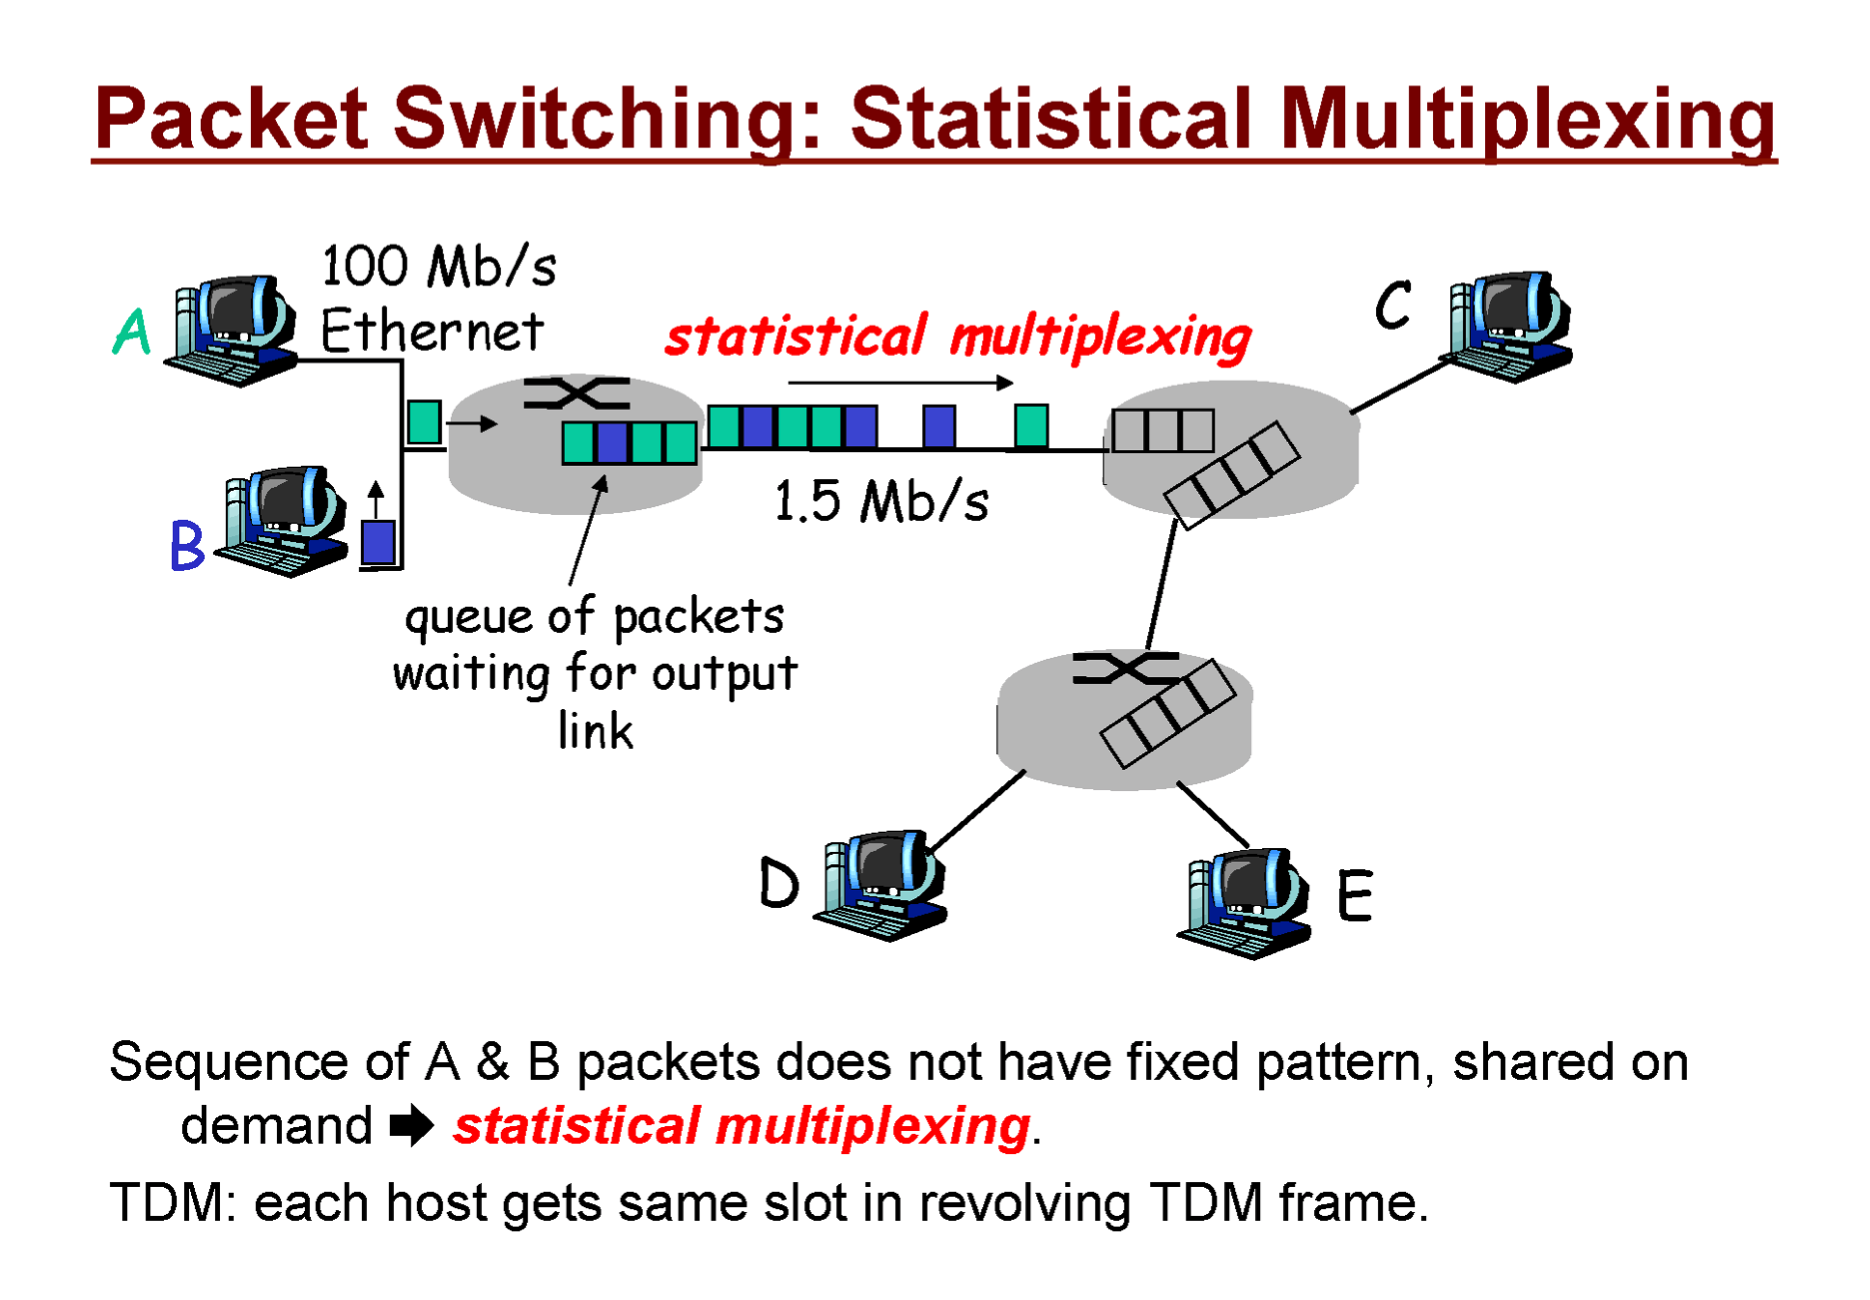 Packet Switching: Statistical Multiplexing
100 Mb/s
Ethernet
A
statistical multiplexing
C
B
1.5 Mb/s
queue of packets
waiting for output
link
D
E
Sequence of A & B packets does not have fixed pattern, shared on
demand ➡ statistical multiplexing.
TDM: each host gets same slot in revolving TDM frame.